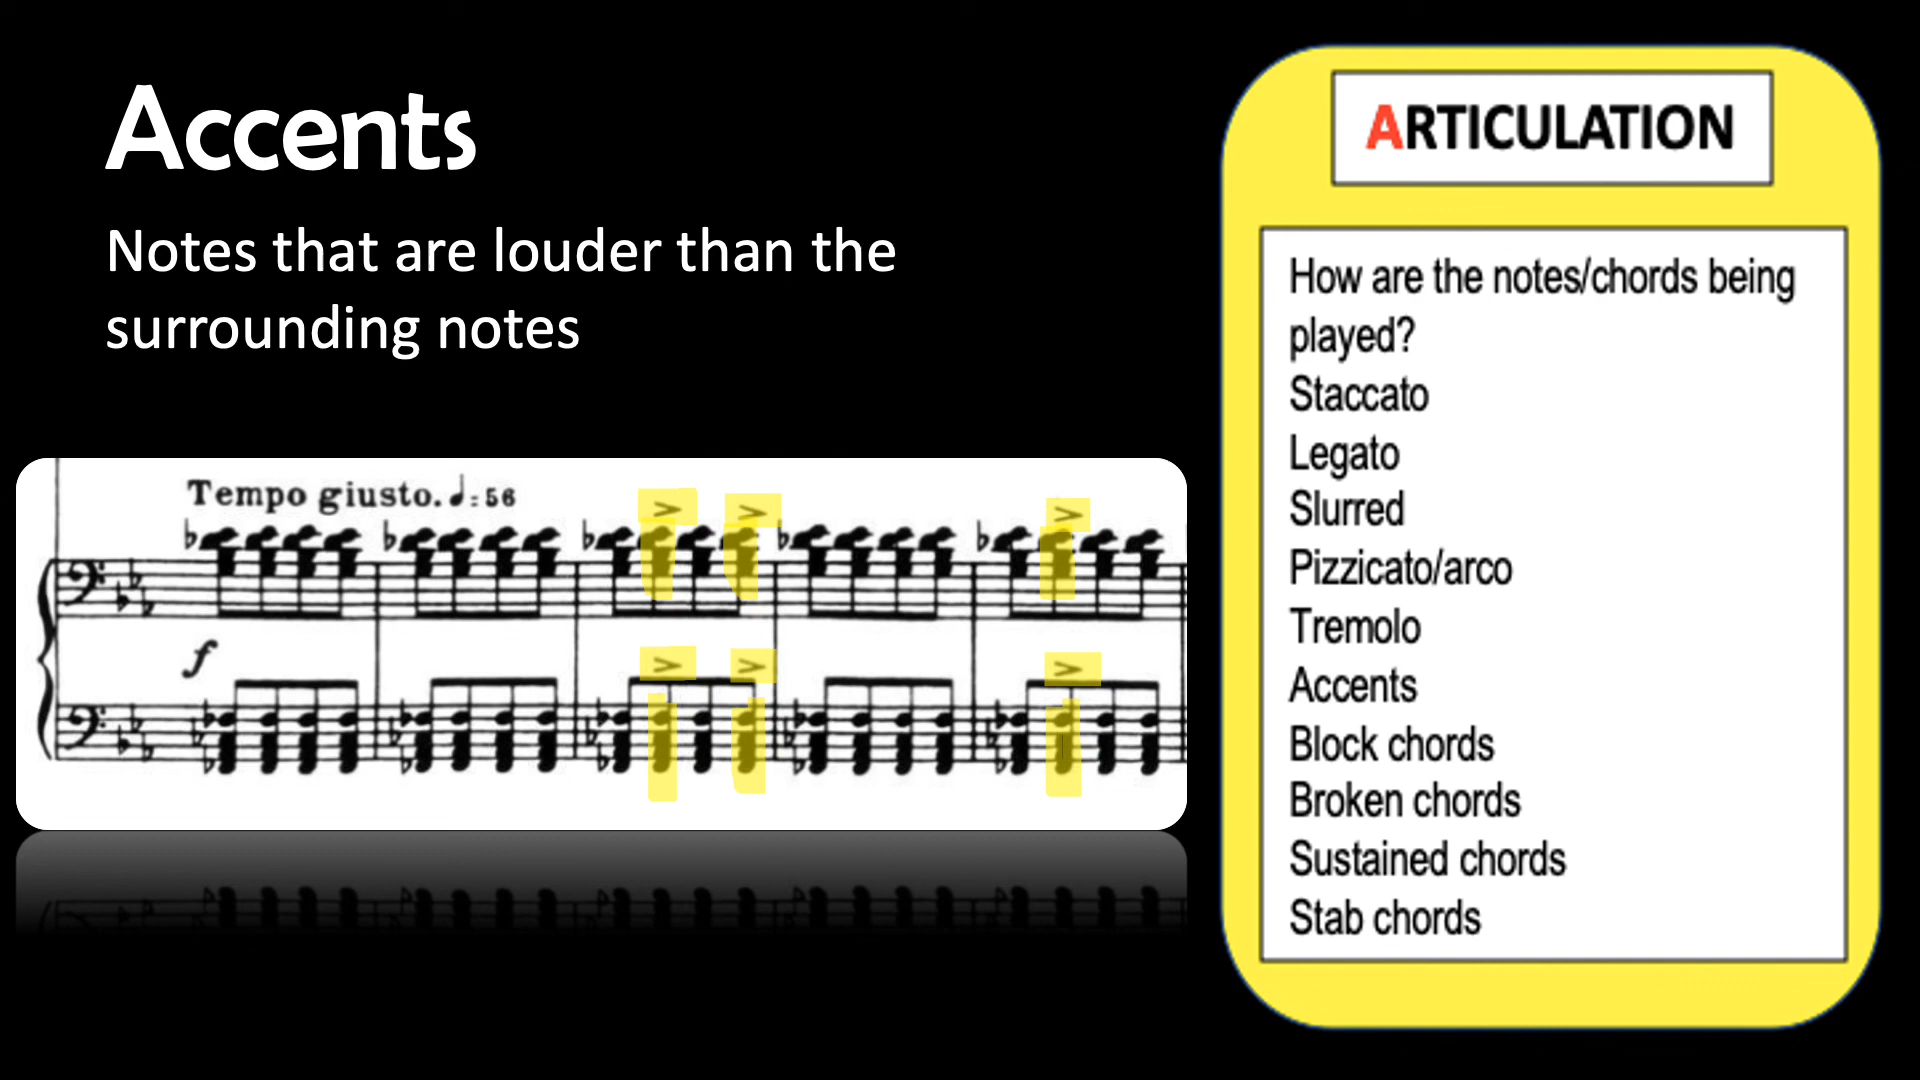 Accents
Notes that are louder than the
surrounding notes
Tempo giusto. ♩=56
f
ARTICULATION
How are the notes/chords being
played?
Staccato
Legato
Slurred
Pizzicato/arco
Tremolo
Accents
Block chords
Broken chords
Sustained chords
Stab chords